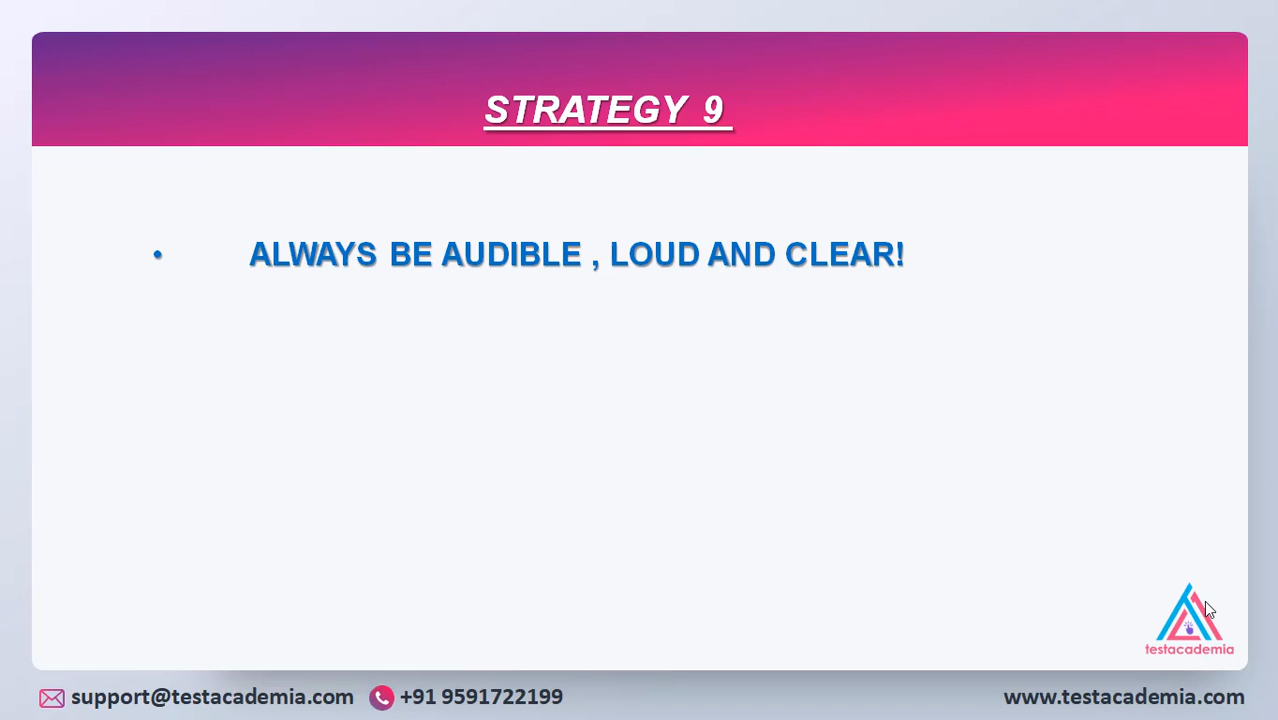 STRATEGY 9
• ALWAYS BE AUDIBLE , LOUD AND CLEAR!
testacademia
support@testacademia.com +91 9591722199 www.testacademia.com